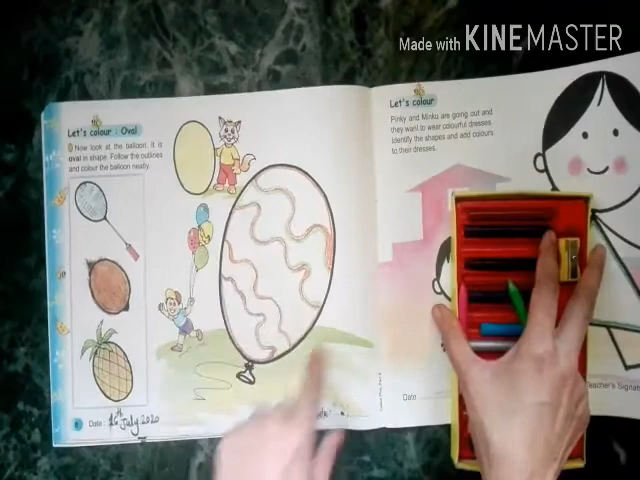 Made with KINEMASTER
Let's colour : Oval
Now look at the balloon. It is
oval in shape. Follow the outlines
and colour the balloon neatly.
8 Date : 16th July 2020
Let's colour
Pinky and Minku are going out and
they want to wear colourful dresses.
Identify the shapes and add colours
to their dresses.
Date
Teacher's Signat